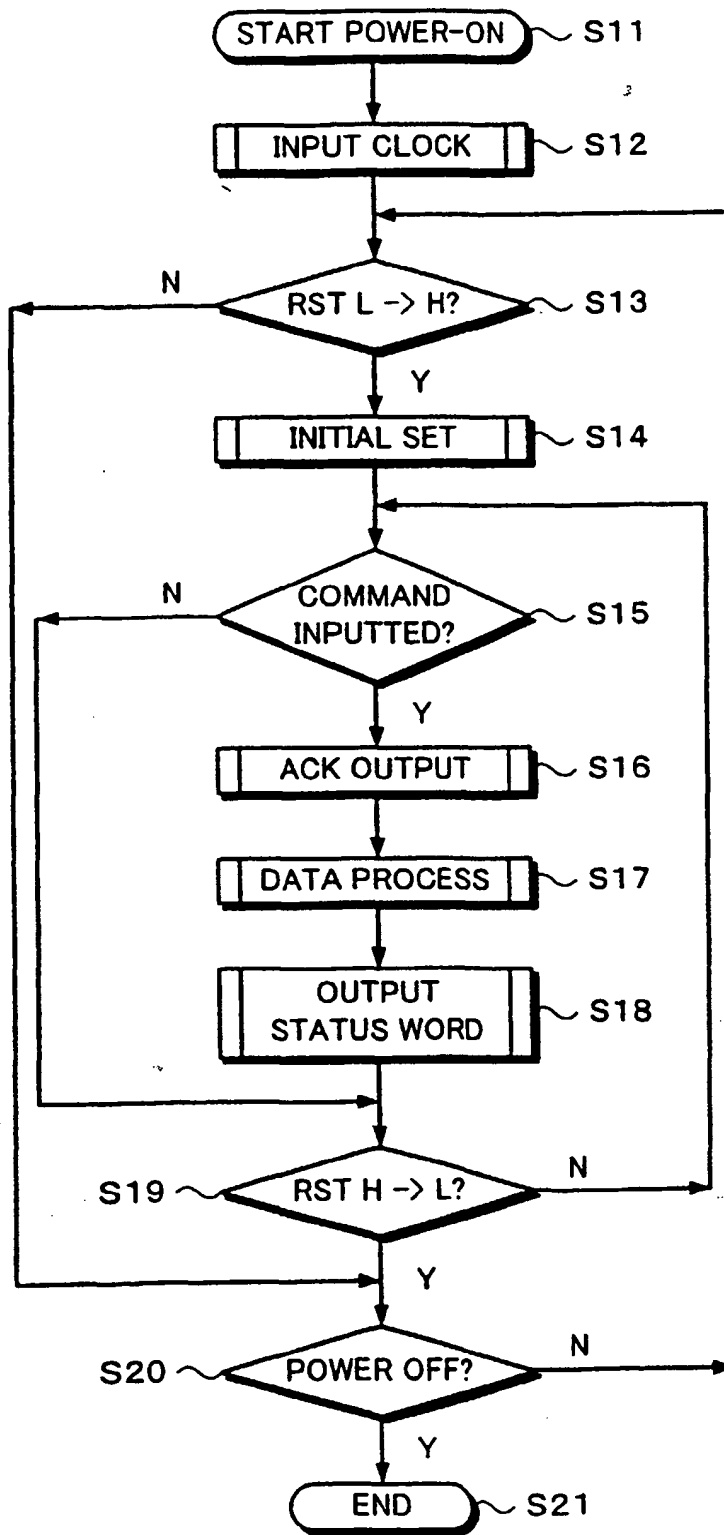 START POWER-ON S11
INPUT CLOCK S12
N
RST L -> H? S13
Y
INITIAL SET S14
N
COMMAND
INPUTTED?
S15
Y
ACK OUTPUT S16
DATA PROCESS S17
OUTPUT
STATUS WORD
S18
S19 RST H -> L? N
Y
S20 POWER OFF? N
Y
END S21